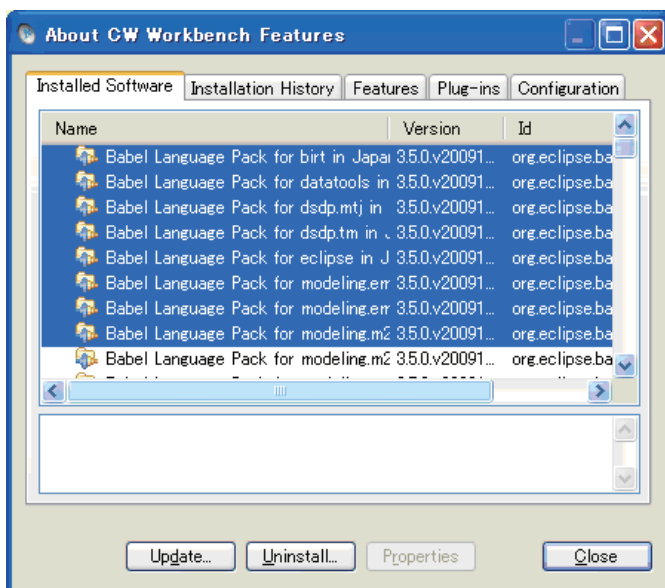 About CW Workbench Features
Installed Software Installation History Features Plug-ins Configuration
Name Version Id
Babel Language Pack for birt in Japa 3.5.0.v20091... org.eclipse.ba
Babel Language Pack for datatools in 3.5.0.v20091... org.eclipse.ba
Babel Language Pack for dsdp.mtj in 3.5.0.v20091... org.eclipse.ba
Babel Language Pack for dsdp.tm in 3.5.0.v20091... org.eclipse.ba
Babel Language Pack for eclipse in J 3.5.0.v20091... org.eclipse.ba
Babel Language Pack for modeling.em 3.5.0.v20091... org.eclipse.ba
Babel Language Pack for modeling.em 3.5.0.v20091... org.eclipse.ba
Babel Language Pack for modeling.m2 3.5.0.v20091... org.eclipse.ba
Babel Language Pack for modeling.m2 3.5.0.v20091... org.eclipse.ba
Update... Uninstall... Properties Close